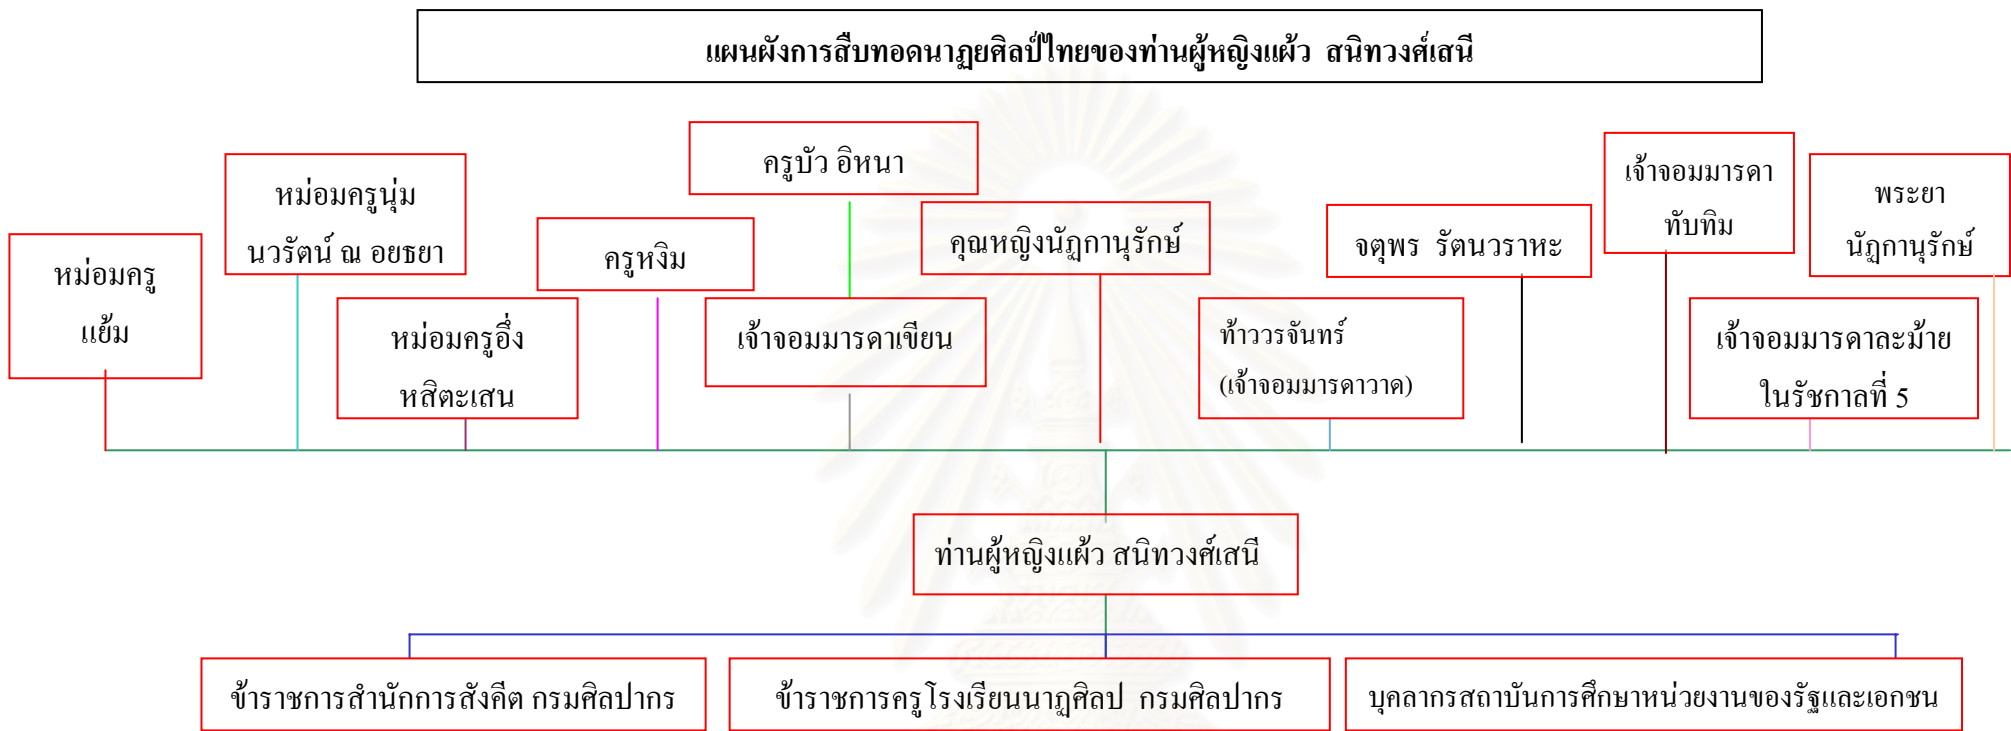 แผนผังการสืบทอดนาฏยศิลป์ไทยของท่านผู้หญิงแผ้ว สนิทวงศ์เสนี
หม่อมครู
แย้ม
หม่อมครูนุ่ม
นวรัตน์ ณ อยธยา
หม่อมครูอึ่ง
หสิตะเสน
ครูหงิม
ครูบัว อิหนา
เจ้าจอมมารดาเขียน
คุณหญิงนัฏกานุรักษ์
ท้าววรจันทร์
(เจ้าจอมมารดาวาด)
จตุพร รัตนวราหะ
เจ้าจอมมารดา
ทับทิม
เจ้าจอมมารดาละม้าย
ในรัชกาลที่ 5
พระยา
นัฏกานุรักษ์
ท่านผู้หญิงแผ้ว สนิทวงศ์เสนี
ข้าราชการสำนักการสังคีต กรมศิลปากร
ข้าราชการครูโรงเรียนนาฏศิลป กรมศิลปากร
บุคลากรสถาบันการศึกษาหน่วยงานของรัฐและเอกชน